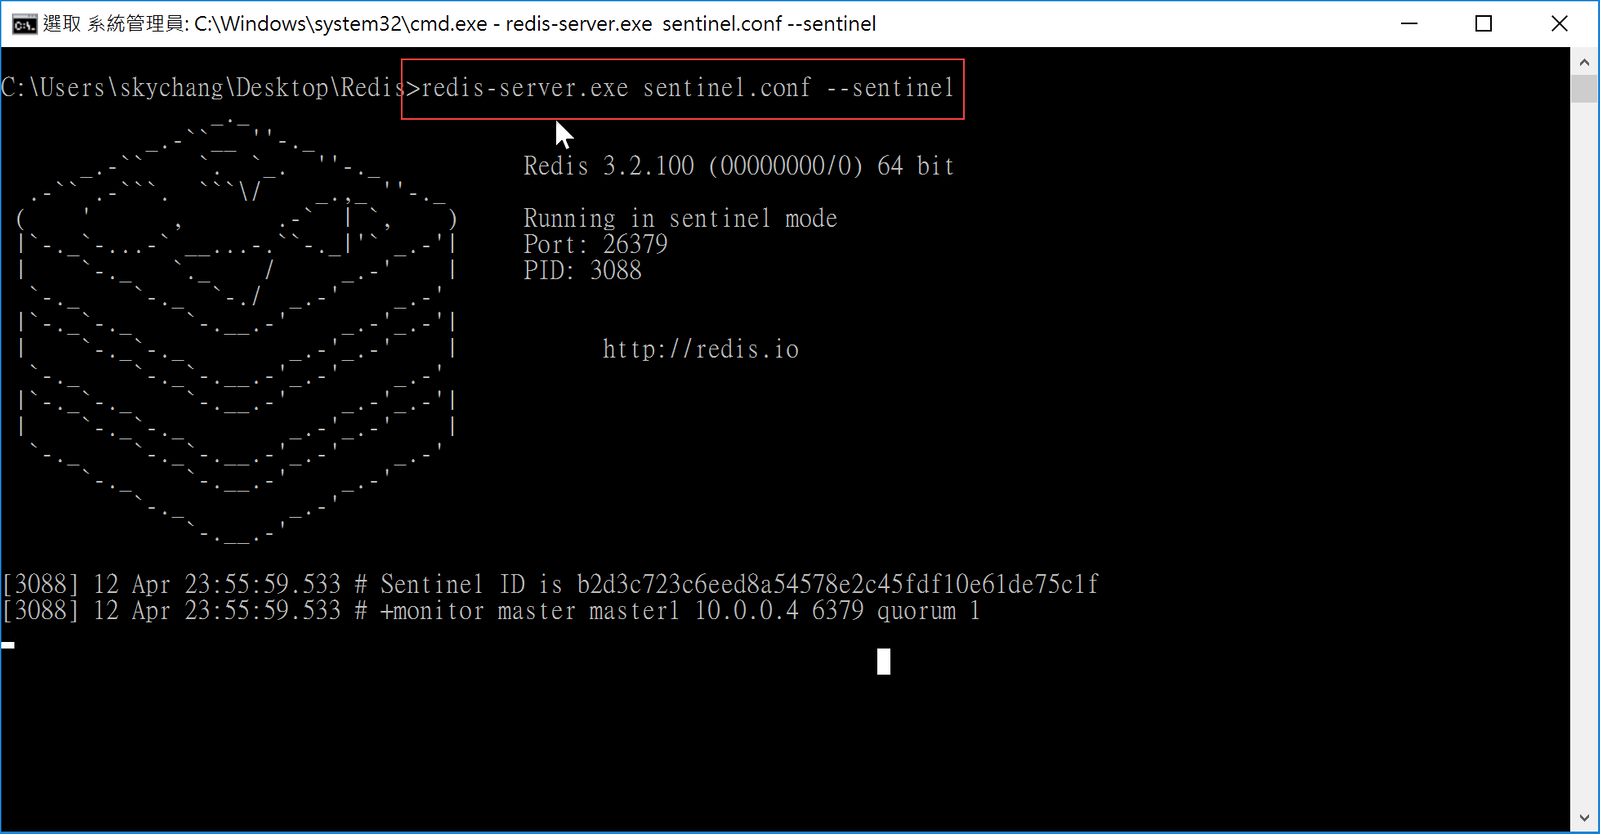 選取 系統管理員: C:\Windows\system32\cmd.exe - redis-server.exe  sentinel.conf --sentinel
C:\Users\skychang\Desktop\Redis>redis-server.exe sentinel.conf --sentinel
Redis 3.2.100 (00000000/0) 64 bit
Running in sentinel mode
Port: 26379
PID: 3088
http://redis.io
[3088] 12 Apr 23:55:59.533 # Sentinel ID is b2d3c723c6eed8a54578e2c45fdf10e61de75c1f
[3088] 12 Apr 23:55:59.533 # +monitor master master1 10.0.0.4 6379 quorum 1